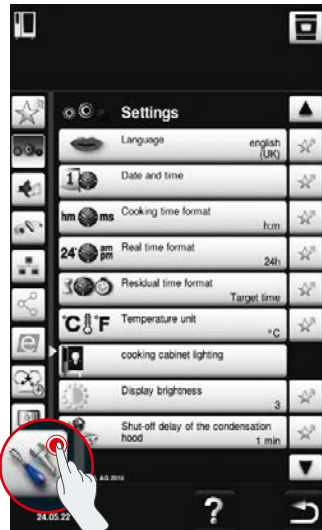 Settings
Language
english
(UK)
1
Date and time
hm ms
Cooking time format
h:m
24h am
pm
Real time format
24h
Residual time format
Target time
°C °F
Temperature unit
°C
cooking cabinet lighting
Display brightness
3
Shut-off delay of the condensation
hood
1 min
AG 2016
24.05.22
?